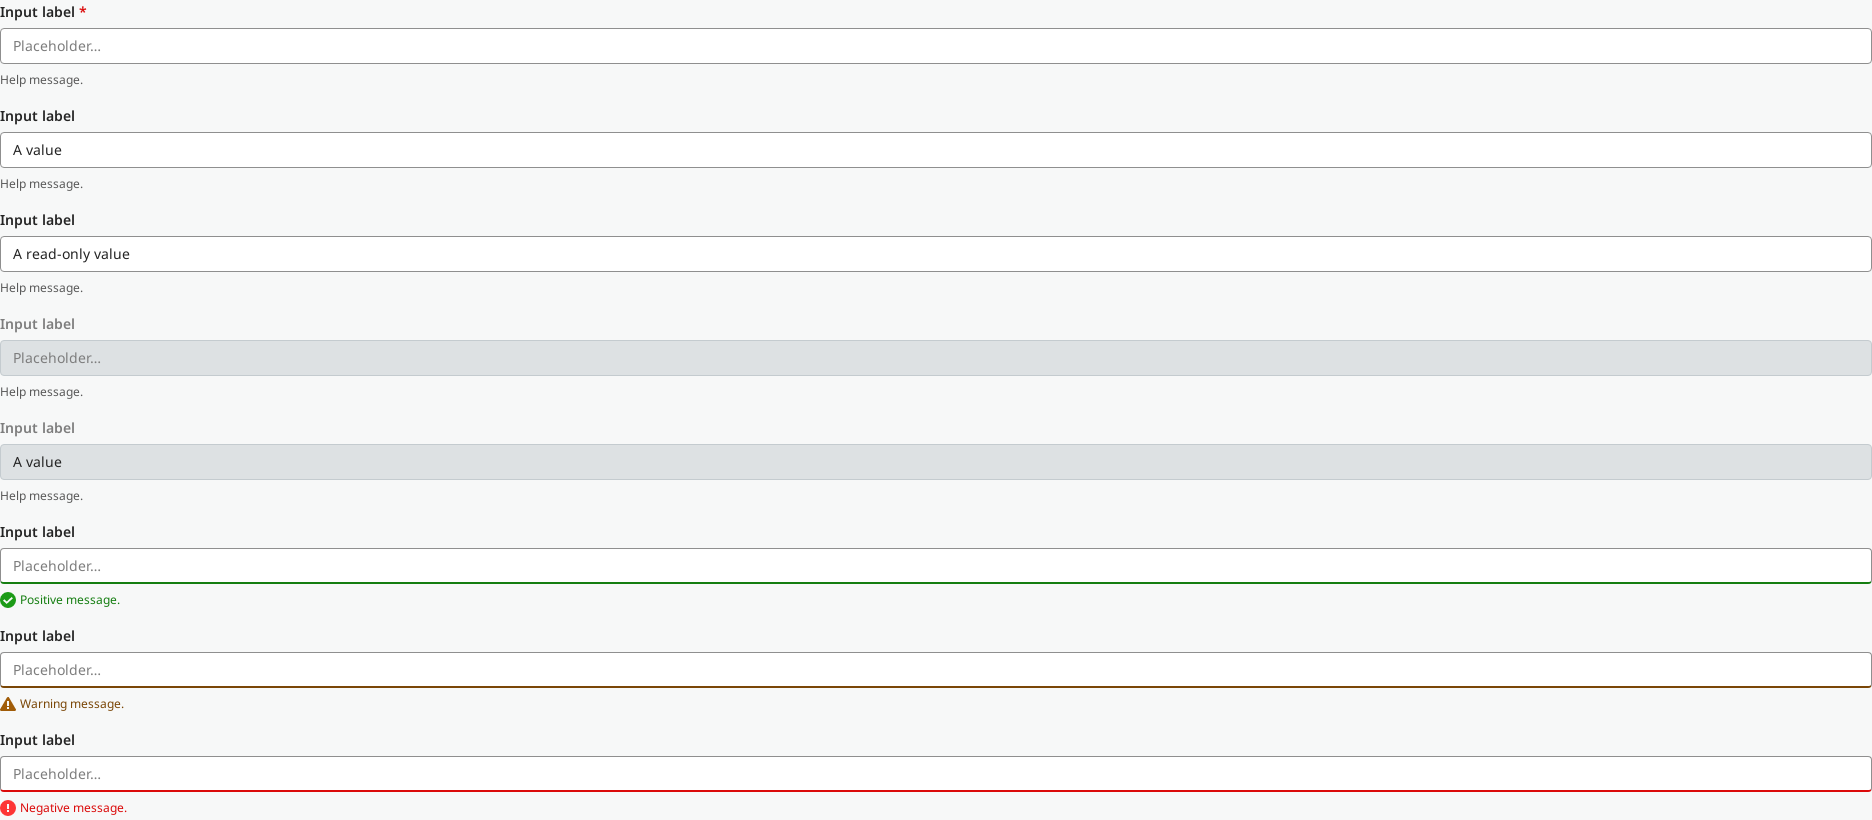 Input label *
Placeholder...
Help message.
Input label
A value
Help message.
Input label
A read-only value
Help message.
Input label
Placeholder...
Help message.
Input label
A value
Help message.
Input label
Placeholder...
Positive message.
Input label
Placeholder...
Warning message.
Input label
Placeholder...
Negative message.